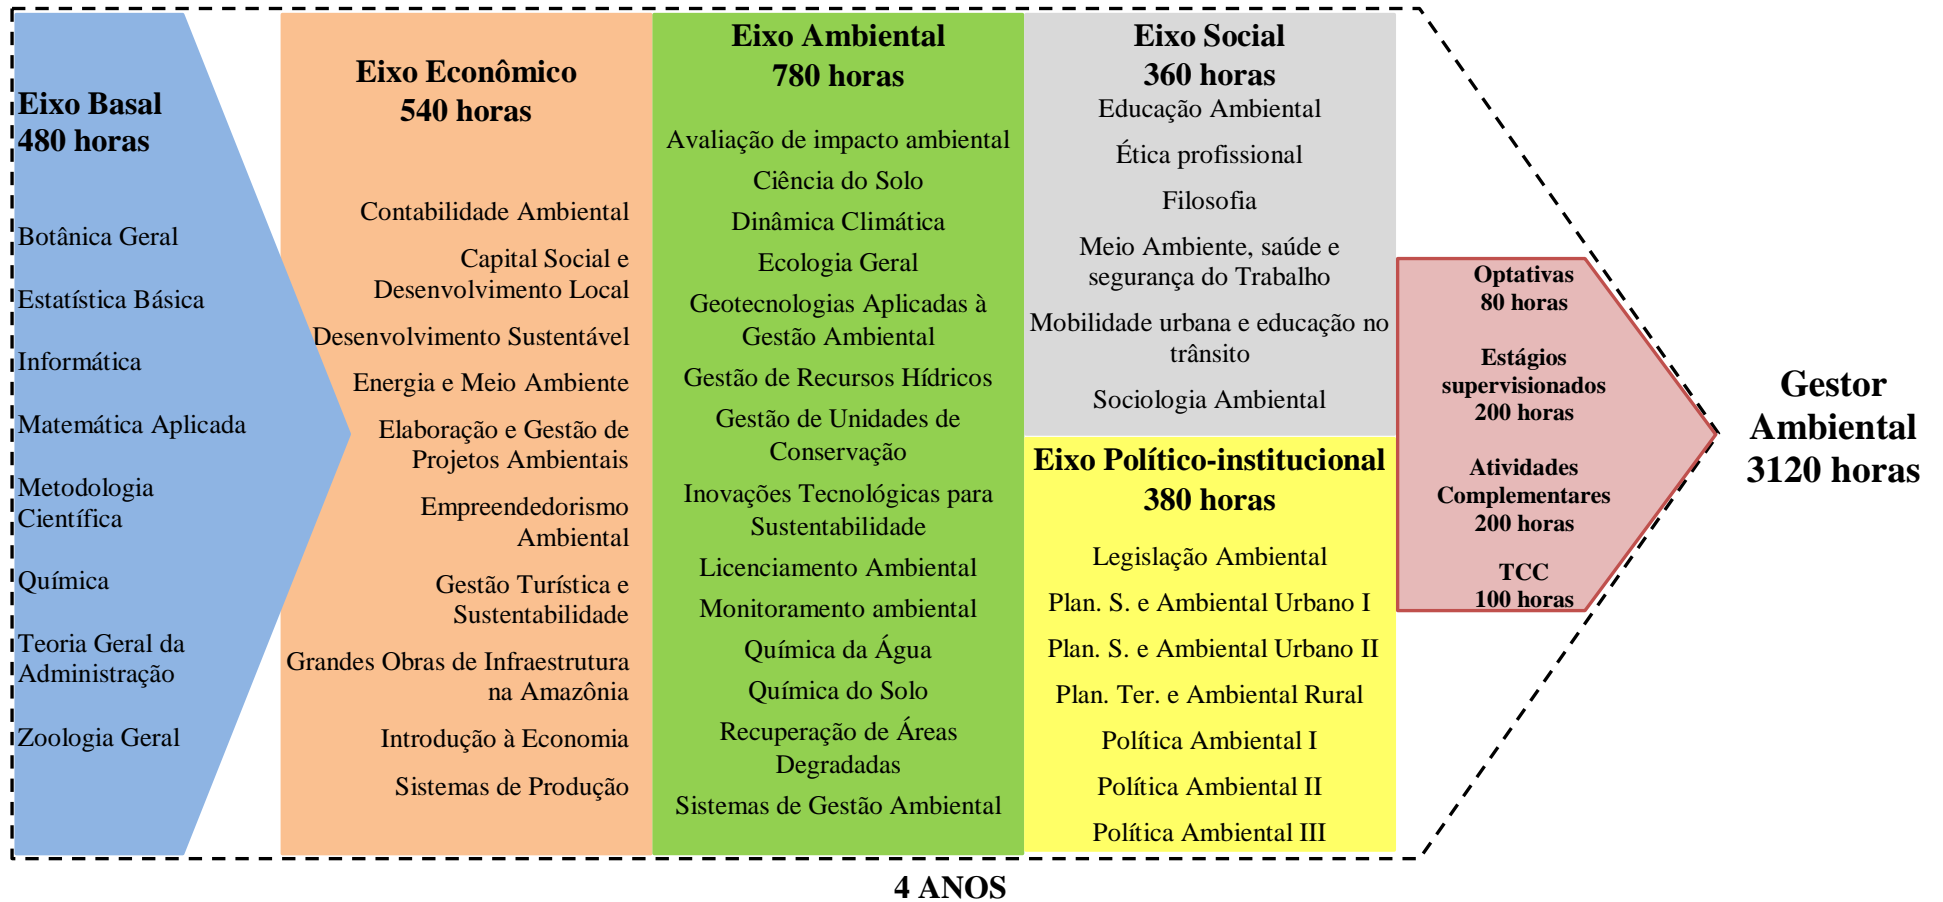 Eixo Basal
480 horas
Botânica Geral
Estatística Básica
Informática
Matemática Aplicada
Metodologia
Científica
Química
Teoria Geral da
Administração
Zoologia Geral
Eixo Econômico
540 horas
Contabilidade Ambiental
Capital Social e
Desenvolvimento Local
Desenvolvimento Sustentável
Energia e Meio Ambiente
Elaboração e Gestão de
Projetos Ambientais
Empreendedorismo
Ambiental
Gestão Turística e
Sustentabilidade
Grandes Obras de Infraestrutura
na Amazônia
Introdução à Economia
Sistemas de Produção
Eixo Ambiental
780 horas
Avaliação de impacto ambiental
Ciência do Solo
Dinâmica Climática
Ecologia Geral
Geotecnologias Aplicadas à
Gestão Ambiental
Gestão de Recursos Hídricos
Gestão de Unidades de
Conservação
Inovações Tecnológicas para
Sustentabilidade
Licenciamento Ambiental
Monitoramento ambiental
Química da Água
Química do Solo
Recuperação de Áreas
Degradadas
Sistemas de Gestão Ambiental
Eixo Social
360 horas
Educação Ambiental
Ética profissional
Filosofia
Meio Ambiente, saúde e
segurança do Trabalho
Mobilidade urbana e educação no
trânsito
Sociologia Ambiental
Eixo Político-institucional
380 horas
Legislação Ambiental
Plan. S. e Ambiental Urbano I
Plan. S. e Ambiental Urbano II
Plan. Ter. e Ambiental Rural
Política Ambiental I
Política Ambiental II
Política Ambiental III
Optativas
80 horas
Estágios
supervisionados
200 horas
Atividades
Complementares
200 horas
TCC
100 horas
Gestor
Ambiental
3120 horas
4 ANOS